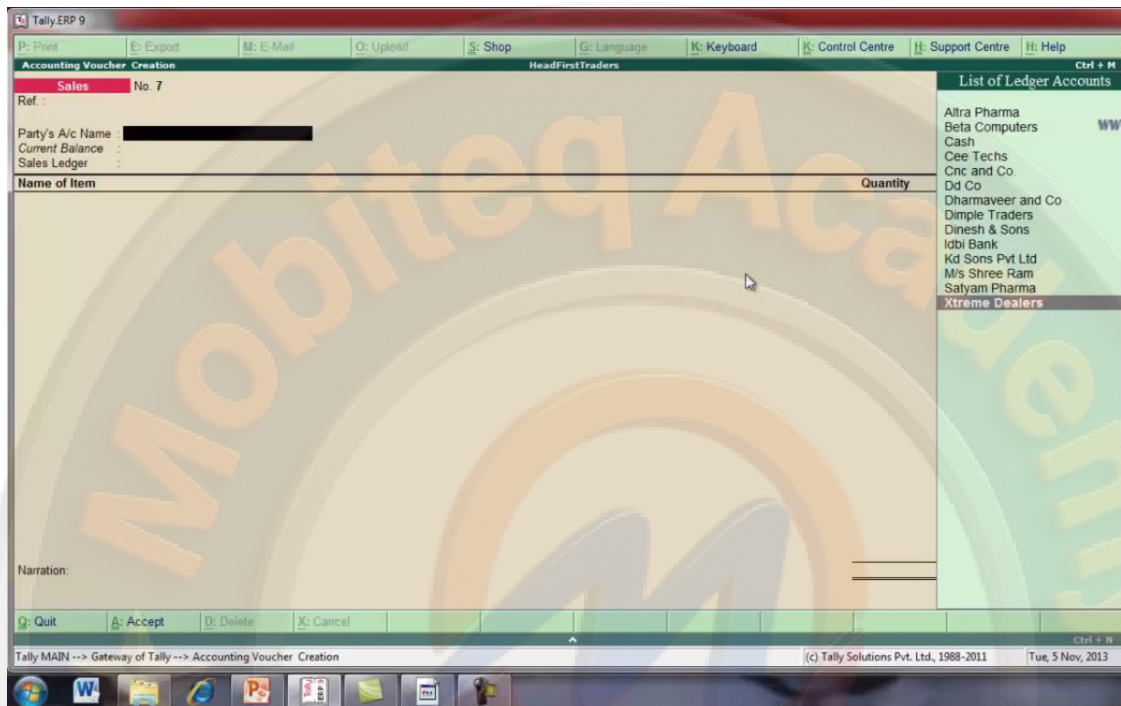 Tally.ERP 9
P: Print E: Export M: E-Mail O: Upload S: Shop G: Language K: Keyboard K: Control Centre H: Support Centre H: Help
Accounting Voucher Creation HeadFirstTraders Ctrl + M
Sales No. 7
Ref. :
Party's A/c Name :
Current Balance :
Sales Ledger :
Name of Item Quantity
List of Ledger Accounts
Altra Pharma
Beta Computers
WW
Cash
Cee Techs
Cnc and Co.
Dd Co
Dharmaveer and Co
Dimple Traders
Dinesh & Sons
Idbi Bank
Kd Sons Pvt Ltd
M/s Shree Ram
Satyam Pharma
Xtreme Dealers
Mobiteq Academy
Narration:
Q: Quit A: Accept D: Delete X: Cancel
Ctrl + N
Tally MAIN --> Gateway of Tally --> Accounting Voucher Creation (c) Tally Solutions Pvt. Ltd., 1988-2011 Tue, 5 Nov, 2013